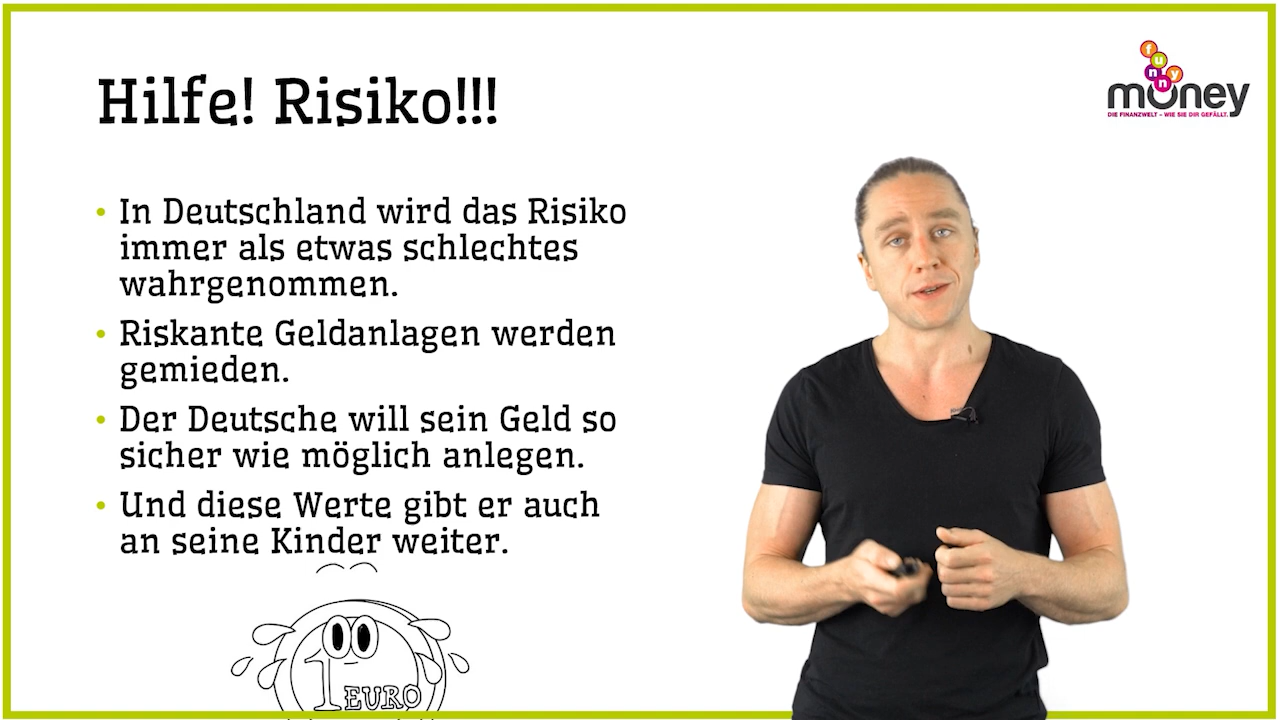 Hilfe! Risiko!!!
funny
money
DIE FINANZWELT – WIE SIE DIR GEFÄLLT.
• In Deutschland wird das Risiko
immer als etwas schlechtes
wahrgenommen.
• Riskante Geldanlagen werden
gemieden.
• Der Deutsche will sein Geld so
sicher wie möglich anlegen.
• Und diese Werte gibt er auch
an seine Kinder weiter.
1 EURO